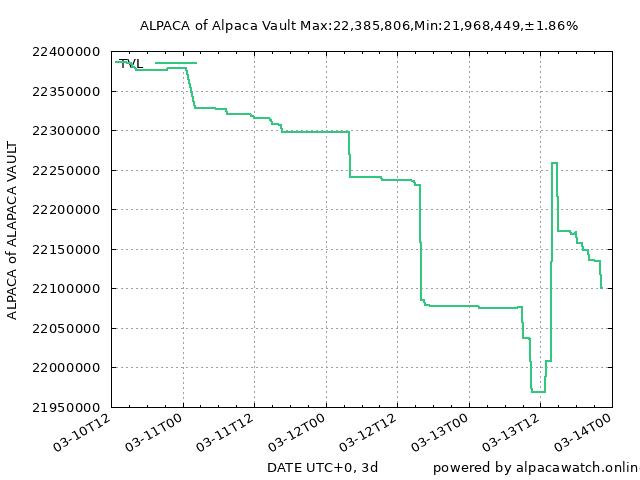 ALPACA of Alpaca Vault Max:22,385,806,Min:21,968,449,±1.86%
TVL
22400000
22350000
22300000
22250000
22200000
22150000
22100000
22050000
22000000
21950000
ALPACA of ALAPACA VAULT
03-10T12
03-11T00
03-11T12
03-12T00
03-12T12
03-13T00
03-13T12
03-14T00
DATE UTC+0, 3d
powered by alpacawatch.online